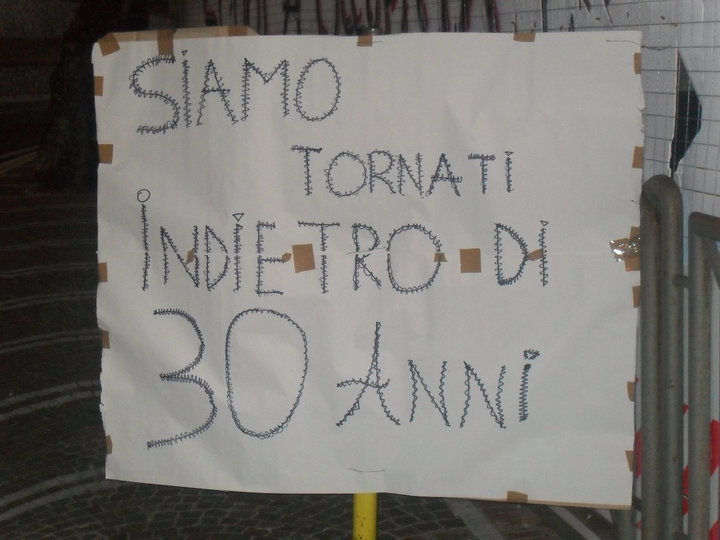 SIAMO
TORNATI
INDIETRO DI
30 ANNI